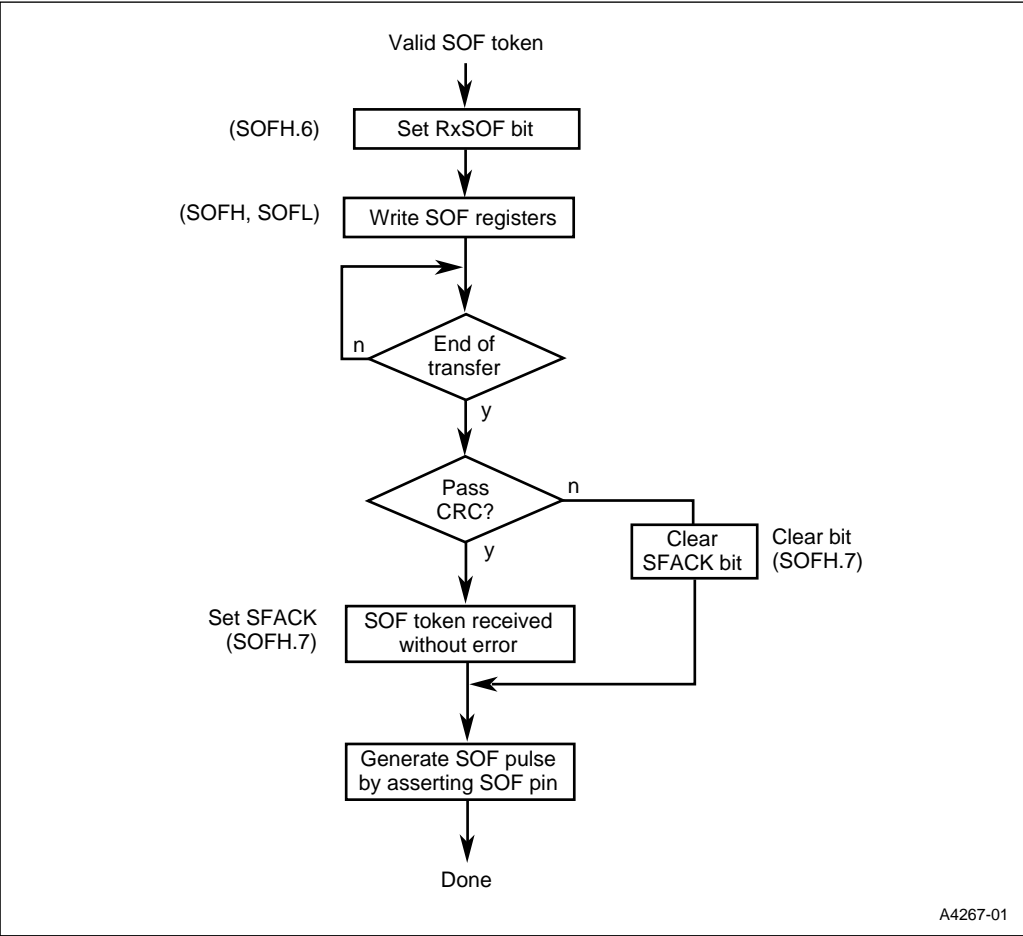 Valid SOF token
(SOFH.6)
Set RxSOF bit
(SOFH, SOFL)
Write SOF registers
n
End of
transfer
y
Pass
CRC?
n
y
Clear
SFACK bit
Clear bit
(SOFH.7)
Set SFACK
(SOFH.7)
SOF token received
without error
Generate SOF pulse
by asserting SOF pin
Done
A4267-01